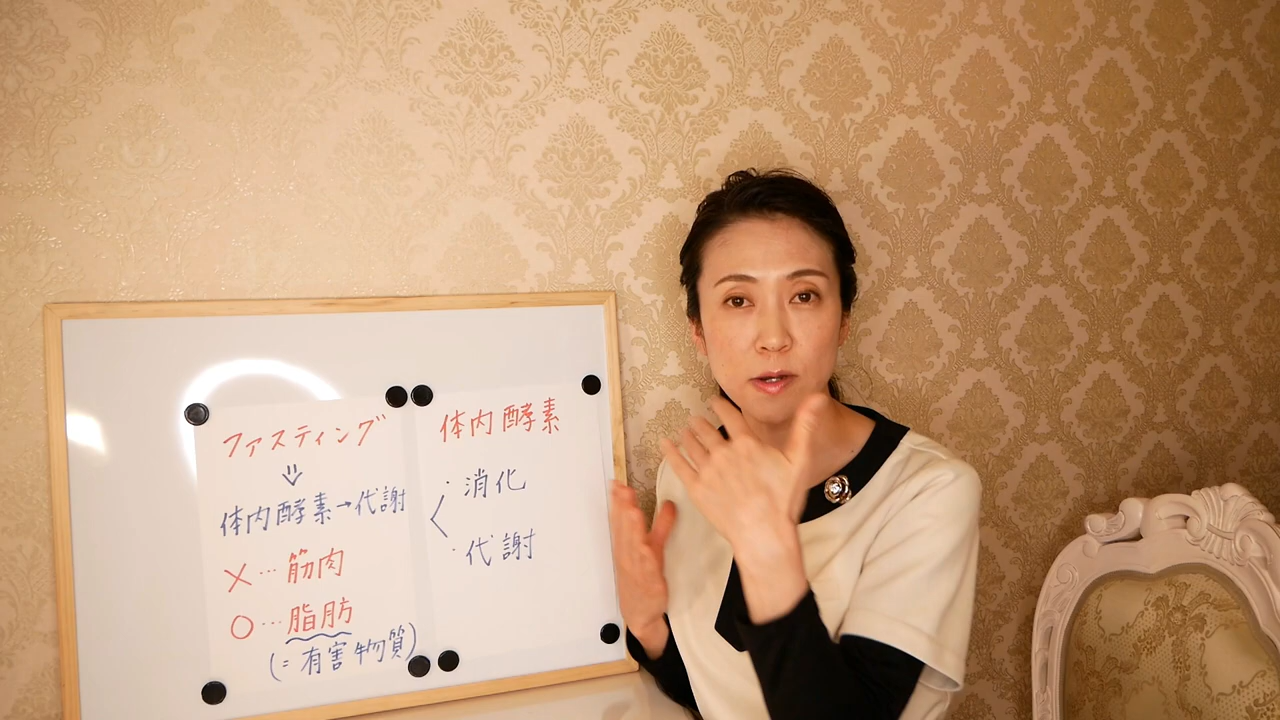 ファスティング
⇓
体内酵素→代謝
×…筋肉
○…脂肪
(=有害物質)
体内酵素
・消化
・代謝